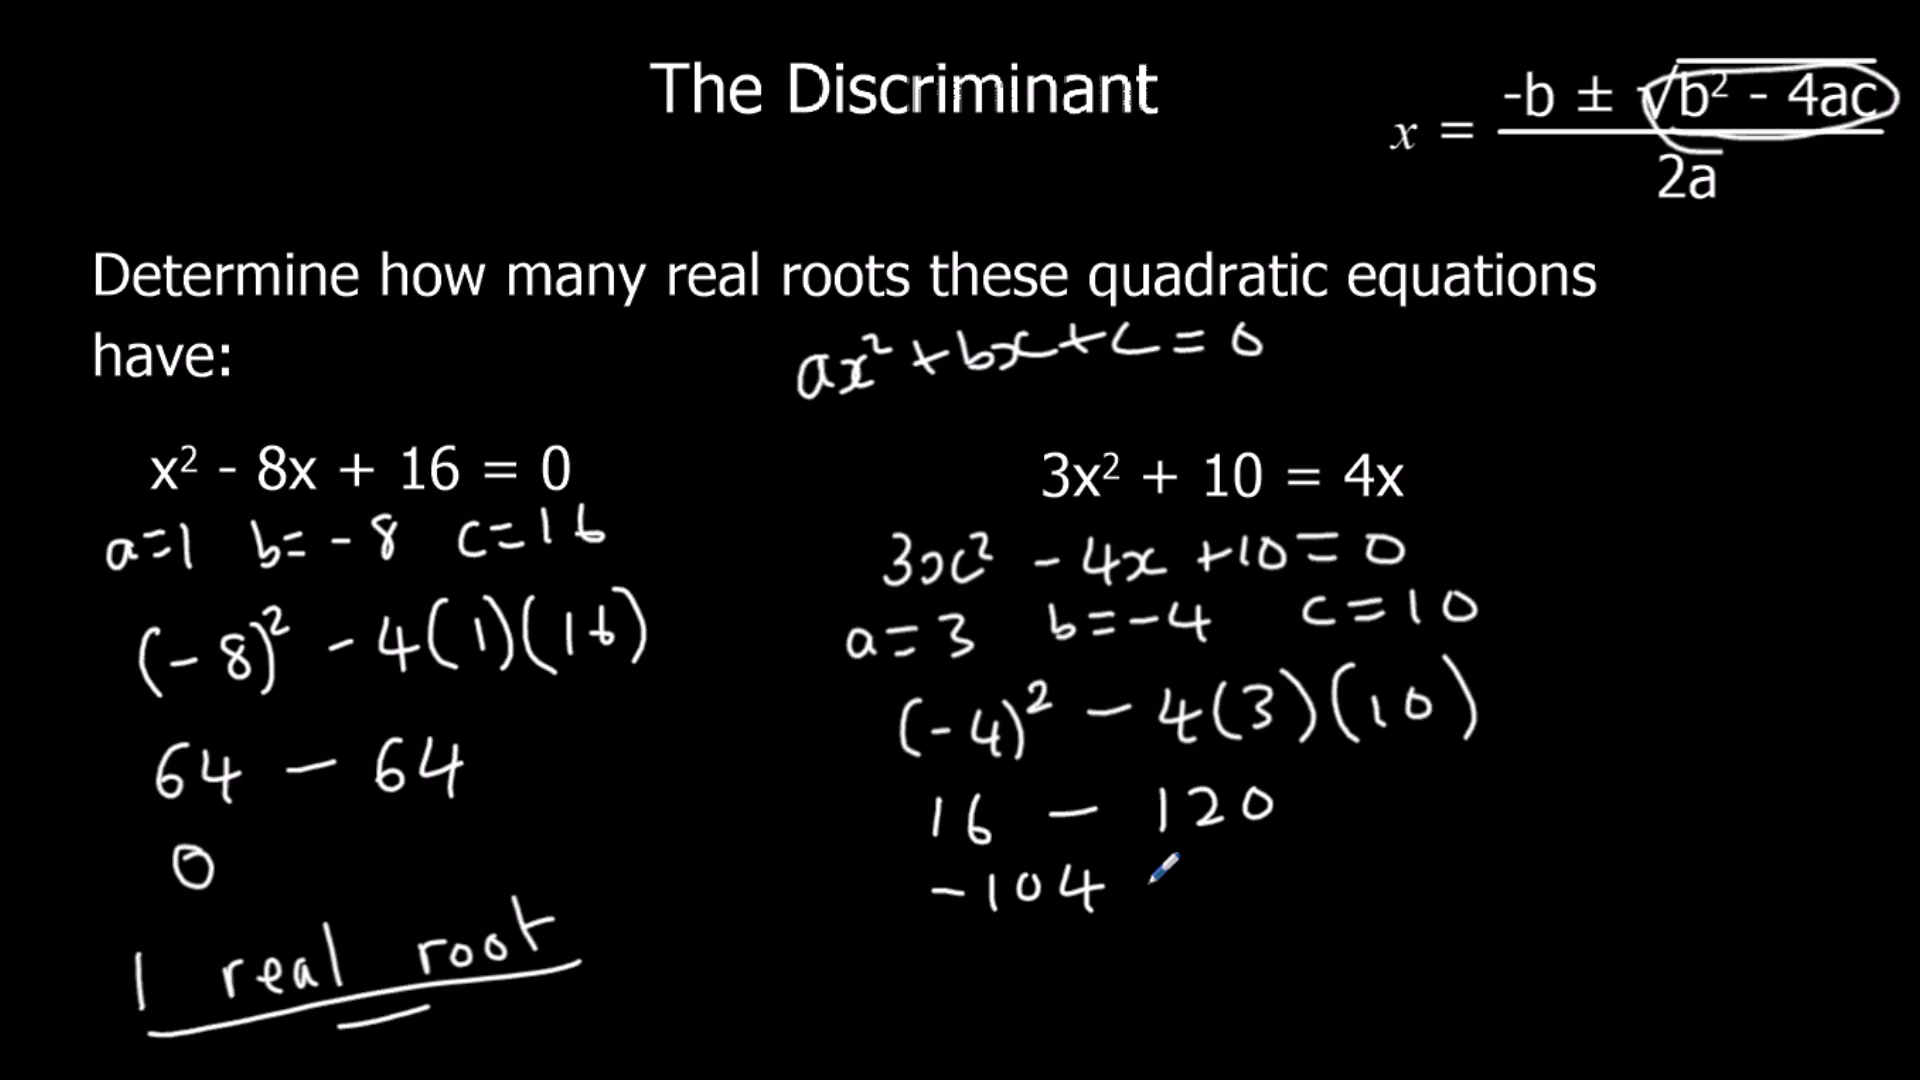 The Discriminant
x = -b ± √b² - 4ac
2a
Determine how many real roots these quadratic equations
have:
ax² + bx + c = 0
x² - 8x + 16 = 0
a=1 b=-8 c=16
(-8)² - 4(1)(16)
64 - 64
0
1 real root
3x² + 10 = 4x
3x² - 4x + 10 = 0
a=3 b=-4 c=10
(-4)² - 4(3)(10)
16 - 120
-104